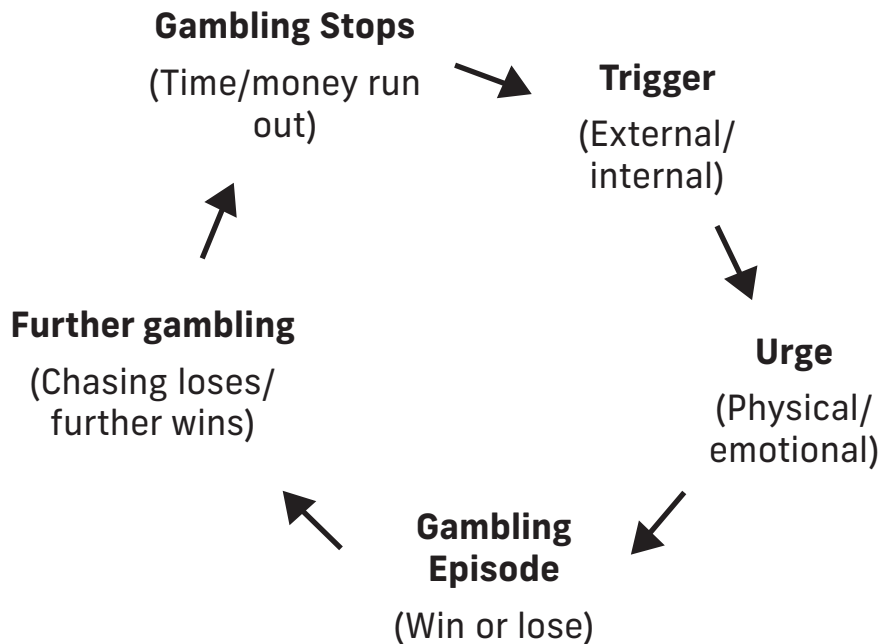 Gambling Stops
(Time/money run
out)
Trigger
(External/
internal)
Urge
(Physical/
emotional)
Gambling
Episode
(Win or lose)
Further gambling
(Chasing loses/
further wins)